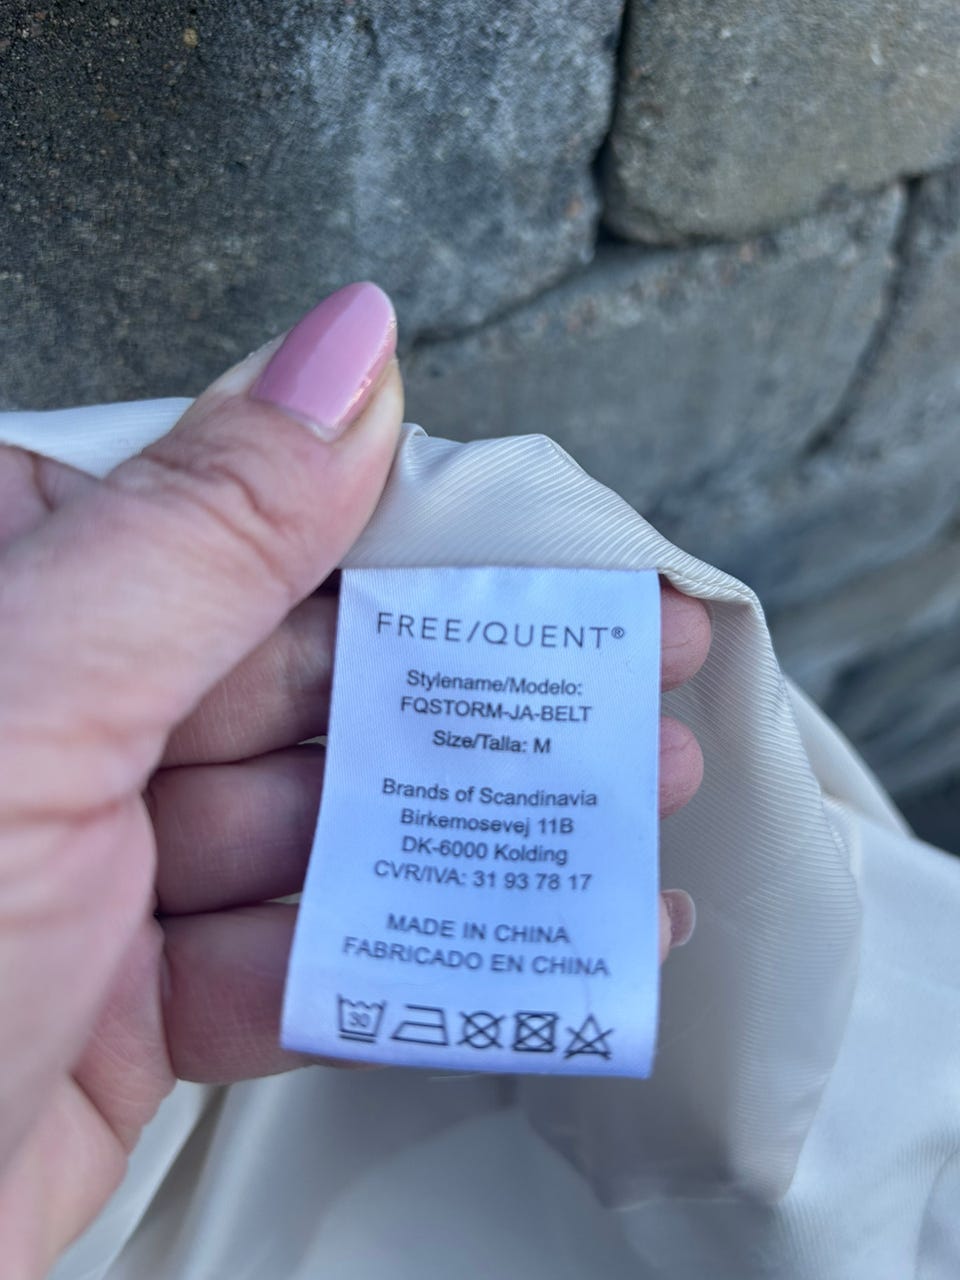 FREE/QUENT®
Stylename/Modelo:
FQSTORM-JA-BELT
Size/Talla: M
Brands of Scandinavia
Birkemosevej 11B
DK-6000 Kolding
CVR/IVA: 31 93 78 17
MADE IN CHINA
FABRICADO EN CHINA
30